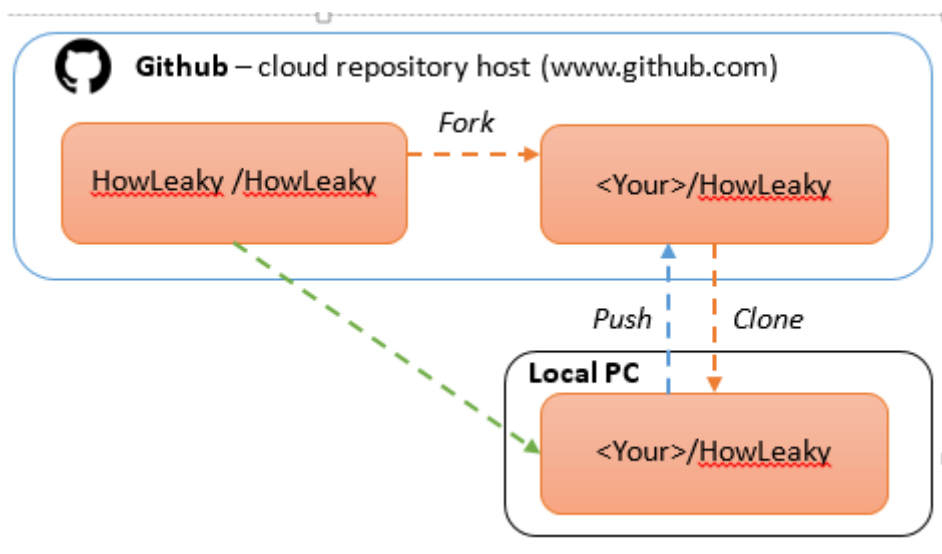 Github – cloud repository host (www.github.com)
Fork
HowLeaky /HowLeaky
<Your>/HowLeaky
Push
Clone
Local PC
<Your>/HowLeaky